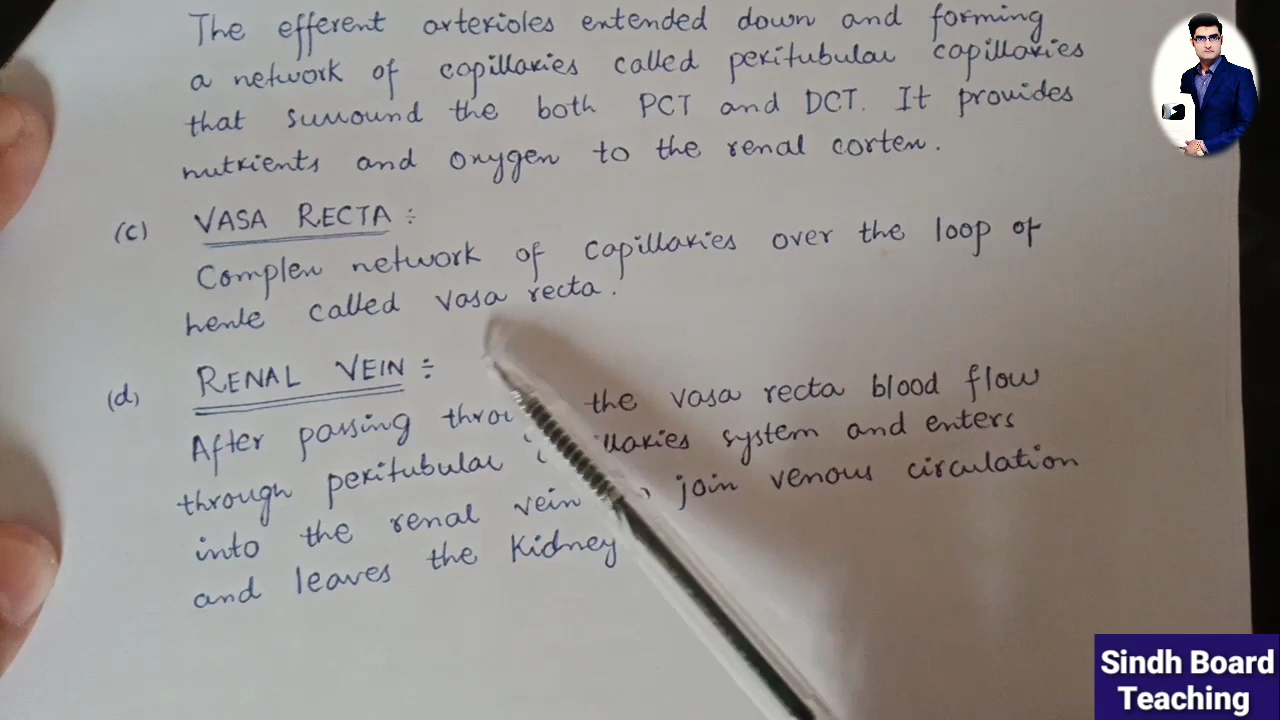 The efferent arterioles extended down and forming
a network of capillaries called peritubular capillaries
that surround the both PCT and DCT. It provides
nutrients and oxygen to the renal cortex.
(c) VASA RECTA :
Complex network of capillaries over the loop of
henle called vasa recta.
(d) RENAL VEIN :
After passing the vasa recta blood flow
through peritubular system and enters
into the renal vein join venous circulation
and leaves the kidney
Sindh Board
Teaching